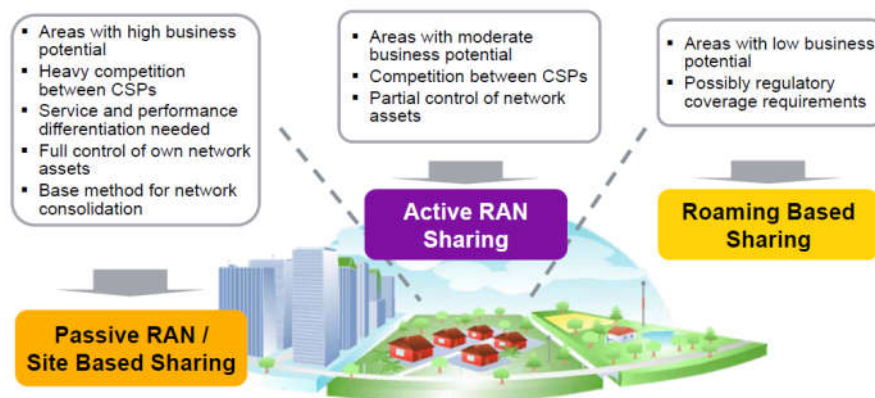 ▪ Areas with high business
potential
▪ Heavy competition
between CSPs
▪ Service and performance
differentiation needed
▪ Full control of own network
assets
▪ Base method for network
consolidation
Passive RAN /
Site Based Sharing
▪ Areas with moderate
business potential
▪ Competition between CSPs
▪ Partial control of network
assets
Active RAN
Sharing
▪ Areas with low business
potential
▪ Possibly regulatory
coverage requirements
Roaming Based
Sharing